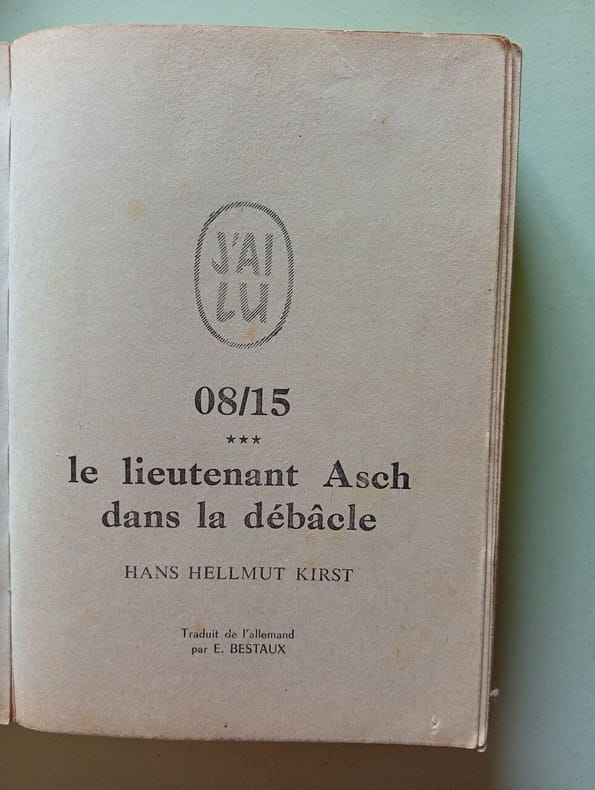 J'AI
LU
08/15
***
le lieutenant Asch
dans la débâcle
HANS HELLMUT KIRST
Traduit de l'allemand
par E. BESTAUX